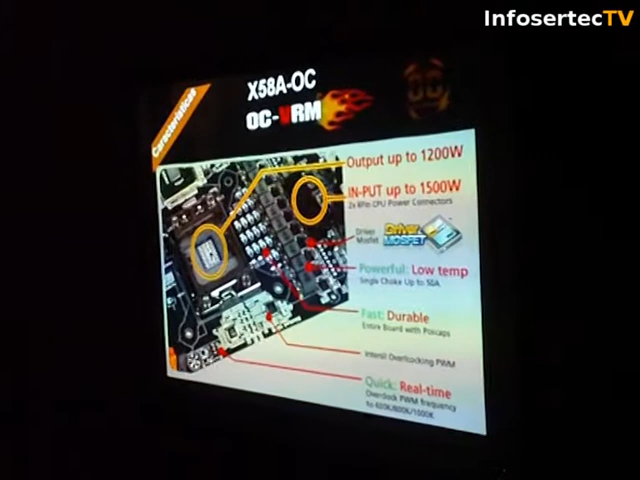 InfosertecTV
X58A-OC
OC-VRM
Características
Output up to 1200W
IN-PUT up to 1500W
2x 8Pin CPU Power Connectors
Driver
Mosfet
Driver
MOSFET
Powerful: Low temp
Single Choke Up to 50A
Fast: Durable
Entire Board with Poscaps
Intersil Overlcocking PWM
Quick: Real-time
Overclock PWM frequency
to 600K/800K/1000K